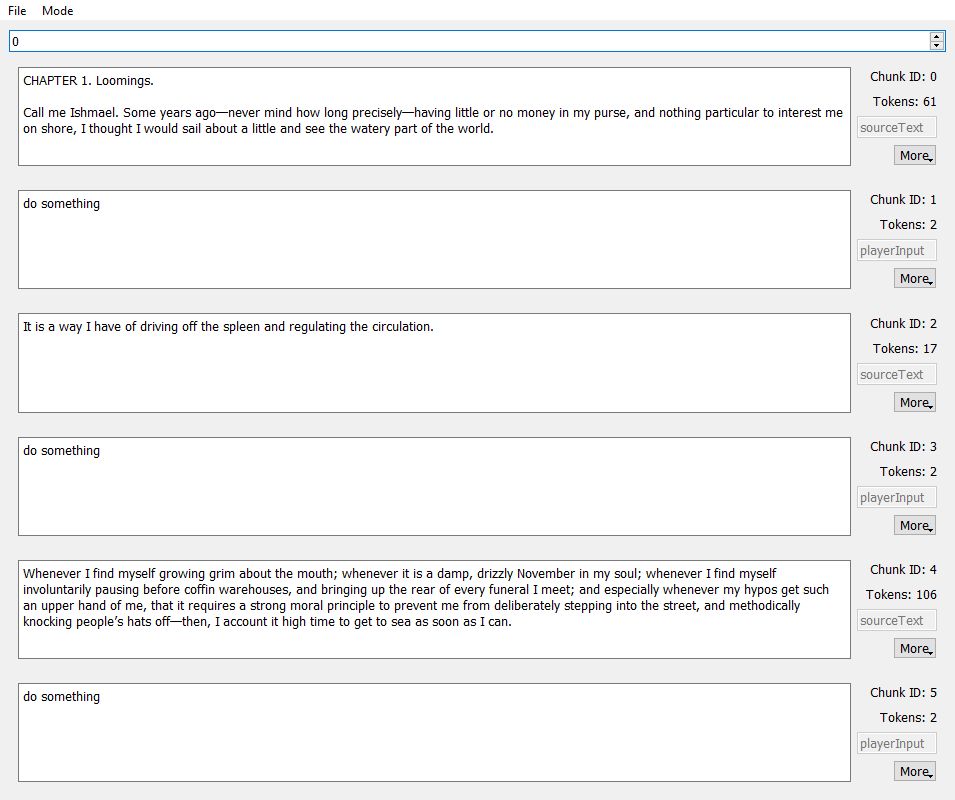 File Mode
0
CHAPTER 1. Loomings.
Call me Ishmael. Some years ago—never mind how long precisely—having little or no money in my purse, and nothing particular to interest me
on shore, I thought I would sail about a little and see the watery part of the world.
Chunk ID: 0
Tokens: 61
sourceText
More
do something
Chunk ID: 1
Tokens: 2
playerInput
More
It is a way I have of driving off the spleen and regulating the circulation.
Chunk ID: 2
Tokens: 17
sourceText
More
do something
Chunk ID: 3
Tokens: 2
playerInput
More
Whenever I find myself growing grim about the mouth; whenever it is a damp, drizzly November in my soul; whenever I find myself
involuntarily pausing before coffin warehouses, and bringing up the rear of every funeral I meet; and especially whenever my hypos get such
an upper hand of me, that it requires a strong moral principle to prevent me from deliberately stepping into the street, and methodically
knocking people’s hats off—then, I account it high time to get to sea as soon as I can.
Chunk ID: 4
Tokens: 106
sourceText
More
do something
Chunk ID: 5
Tokens: 2
playerInput
More